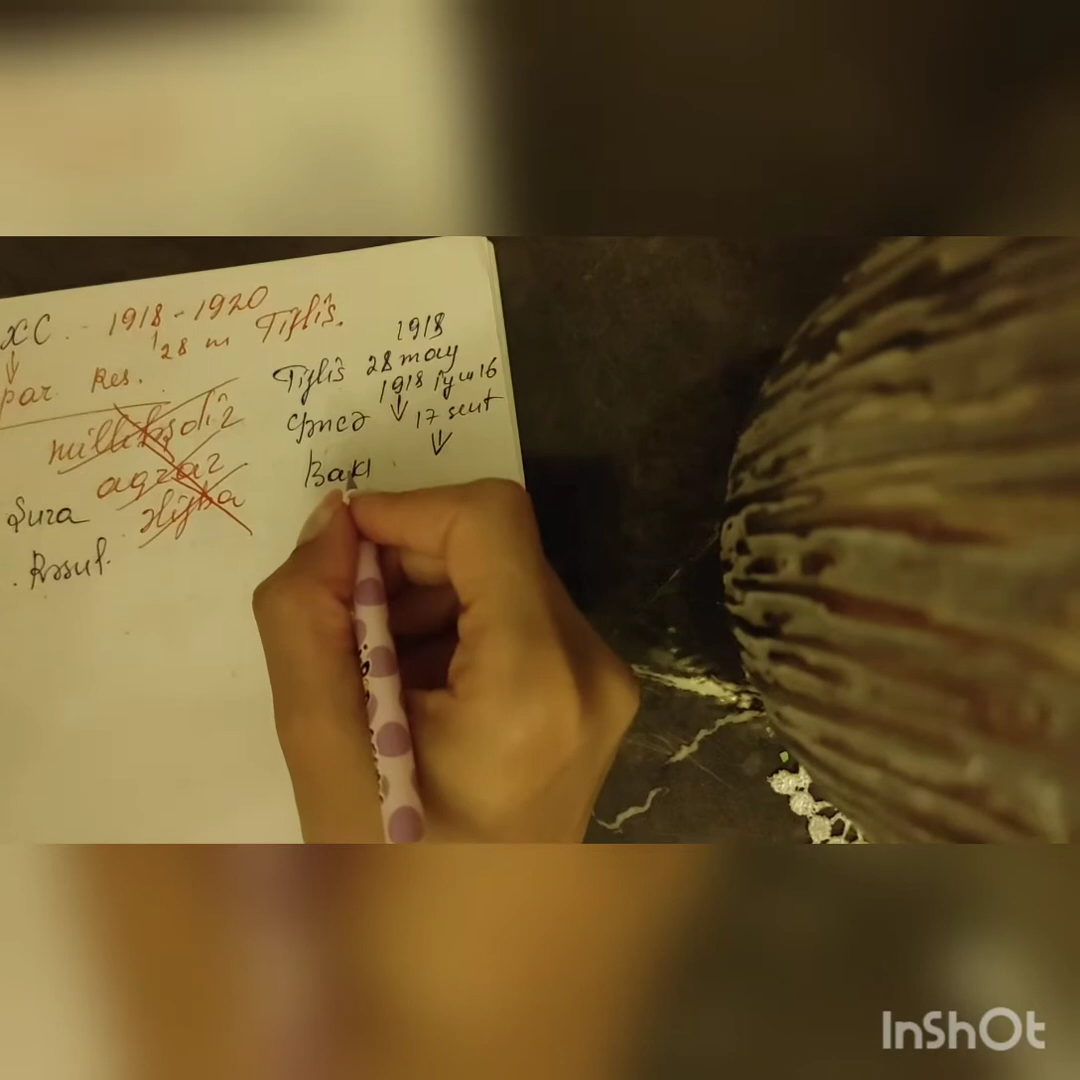 XC. 1918-1920
28 m Tiflis.
par. Res.
milliləşdir
Şura
Rəsul.
1918
Tiflis 28 may
1918 iyun 16
Gəncə 17 sent
Bakı
InShOt